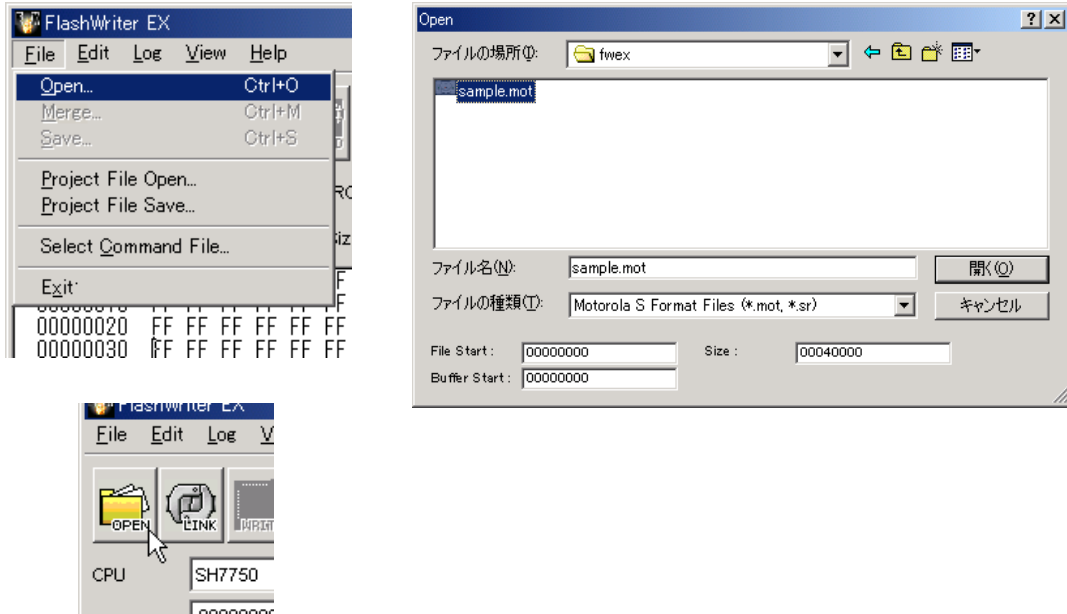 FlashWriter EX
File Edit Log View Help
Open... Ctrl+O
Merge... Ctrl+M
Save... Ctrl+S
Project File Open...
Project File Save...
Select Command File...
Exit
00000020 FF FF FF FF FF FF
00000030 FF FF FF FF FF FF
Open
ファイルの場所(I): fwex
sample.mot
ファイル名(N): sample.mot 開く(O)
ファイルの種類(T): Motorola S Format Files (*.mot, *.sr) キャンセル
File Start : 00000000 Size : 00040000
Buffer Start : 00000000
FlashWriter EX
File Edit Log V
OPEN LINK
CPU SH7750